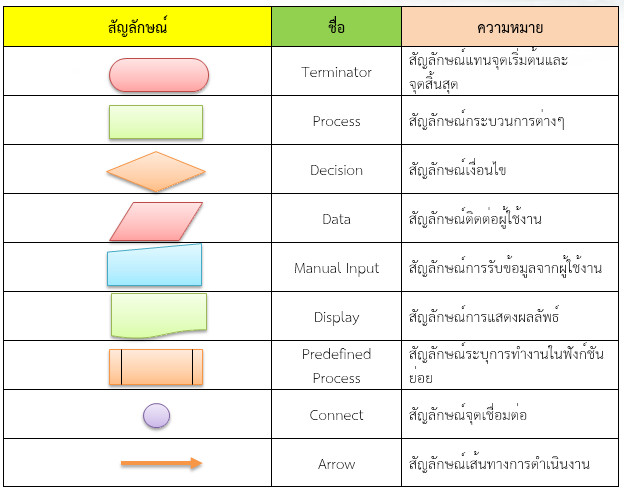 สัญลักษณ์ ชื่อ ความหมาย
Terminator สัญลักษณ์แทนจุดเริ่มต้นและ
จุดสิ้นสุด
Process สัญลักษณ์กระบวนการต่างๆ
Decision สัญลักษณ์เงื่อนไข
Data สัญลักษณ์ติดต่อผู้ใช้งาน
Manual Input สัญลักษณ์การรับข้อมูลจากผู้ใช้งาน
Display สัญลักษณ์การแสดงผลลัพธ์
Predefined สัญลักษณ์ระบุการทำงานในฟังก์ชัน
Process ย่อย
Connect สัญลักษณ์จุดเชื่อมต่อ
Arrow สัญลักษณ์เส้นทางการดำเนินงาน